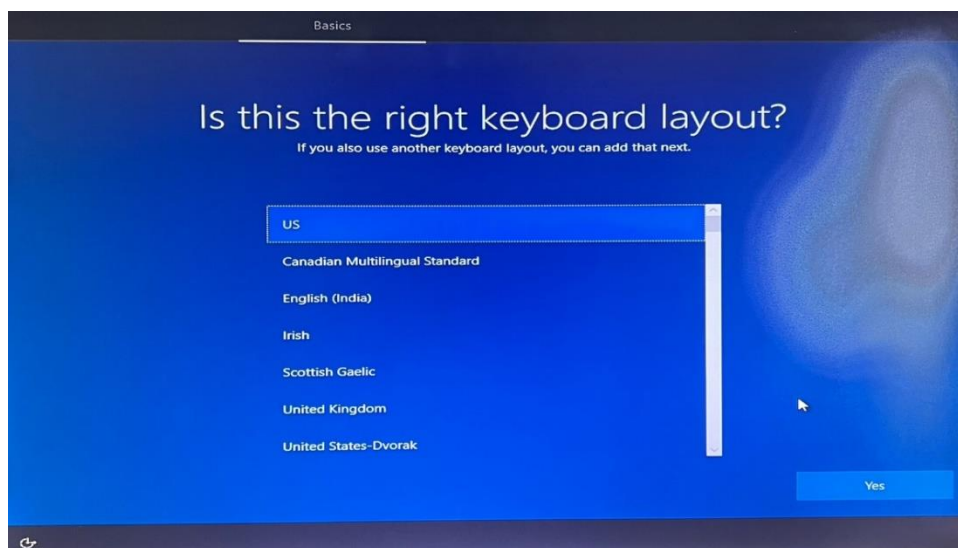 Basics
Is this the right keyboard layout?
If you also use another keyboard layout, you can add that next.
US
Canadian Multilingual Standard
English (India)
Irish
Scottish Gaelic
United Kingdom
United States-Dvorak
Yes